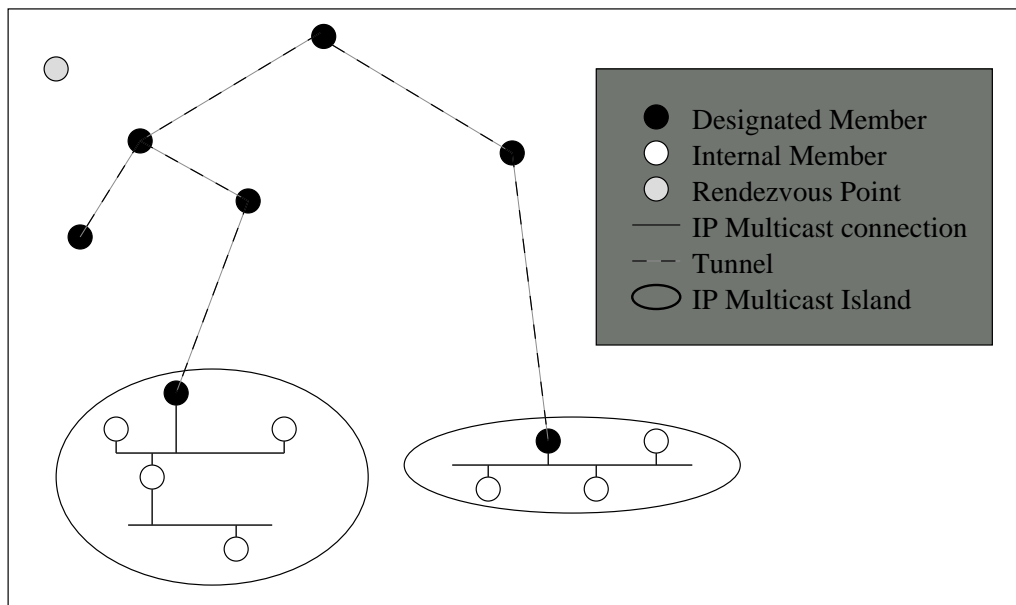 Designated Member
Internal Member
Rendezvous Point
IP Multicast connection
Tunnel
IP Multicast Island